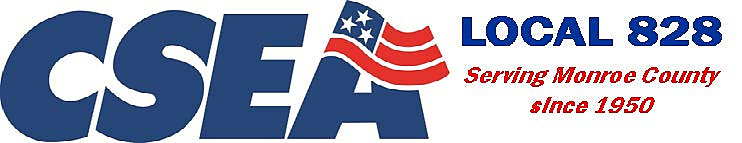 CSEA
LOCAL 828
Serving Monroe County
since 1950